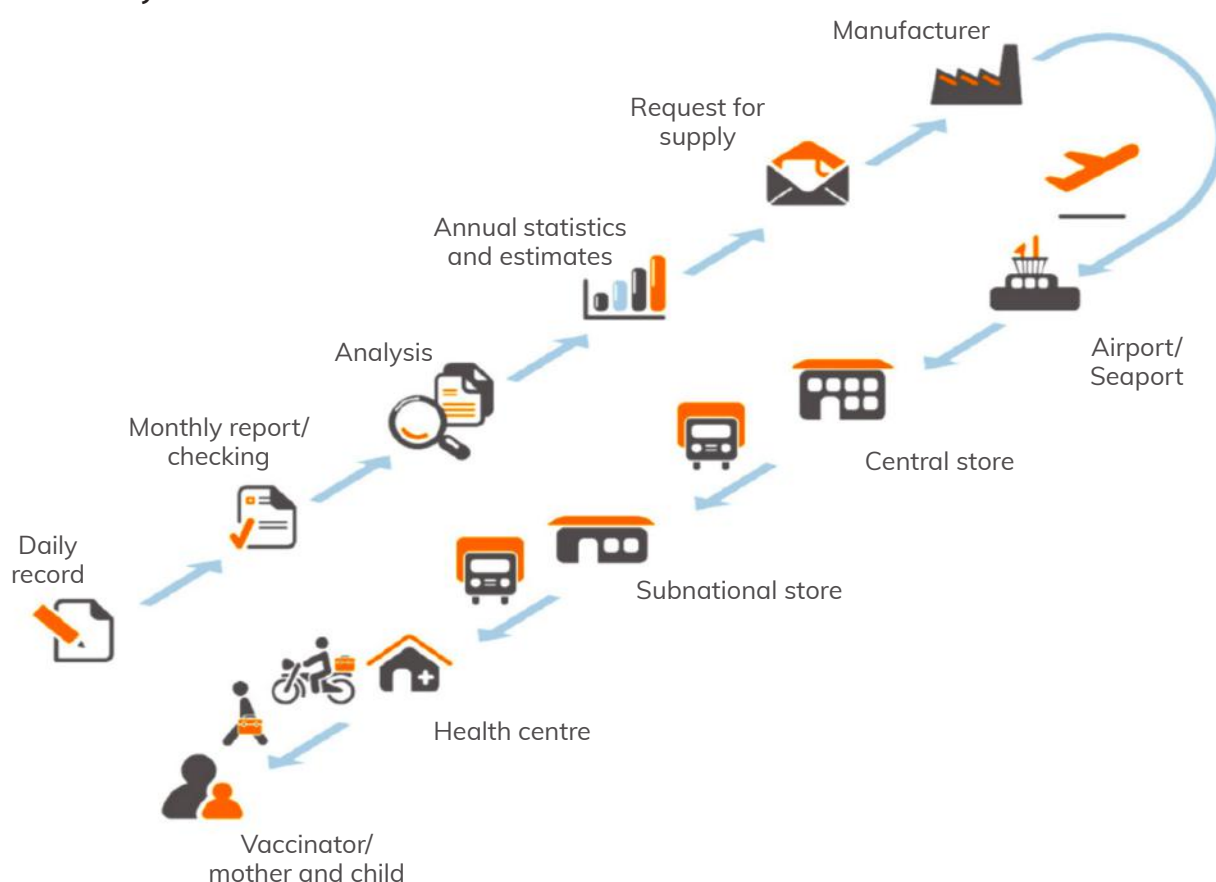 Manufacturer
Request for
supply
Annual statistics
and estimates
Analysis
Monthly report/
checking
Daily
record
Airport/
Seaport
Central store
Subnational store
Health centre
Vaccinator/
mother and child